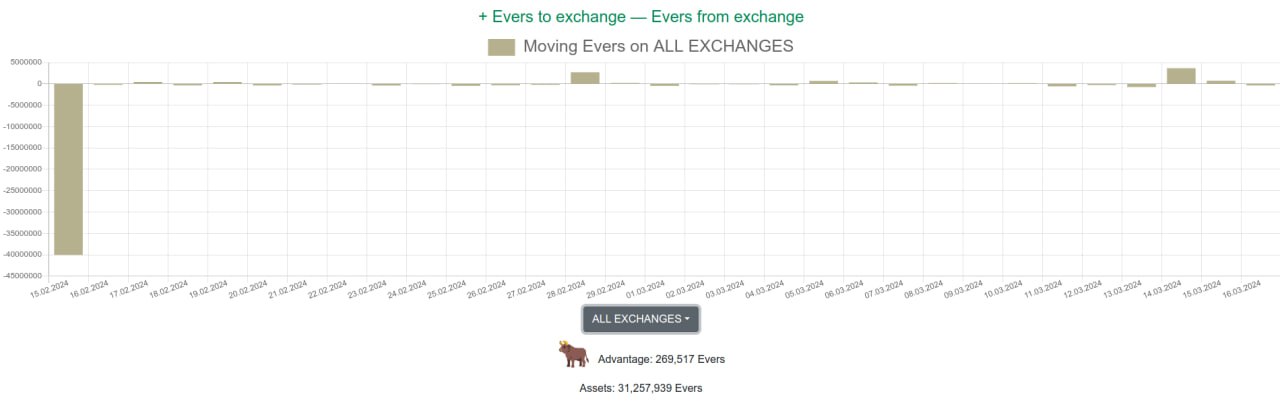 + Evers to exchange — Evers from exchange
Moving Evers on ALL EXCHANGES
5000000
0
-5000000
-10000000
-15000000
-20000000
-25000000
-30000000
-35000000
-40000000
-45000000
15.02.2024 16.02.2024 17.02.2024 18.02.2024 19.02.2024 20.02.2024 21.02.2024 22.02.2024 23.02.2024 24.02.2024 25.02.2024 26.02.2024 27.02.2024 28.02.2024 29.02.2024 01.03.2024 02.03.2024 03.03.2024 04.03.2024 05.03.2024 06.03.2024 07.03.2024 08.03.2024 09.03.2024 10.03.2024 11.03.2024 12.03.2024 13.03.2024 14.03.2024 15.03.2024 16.03.2024
ALL EXCHANGES
Advantage: 269,517 Evers
Assets: 31,257,939 Evers